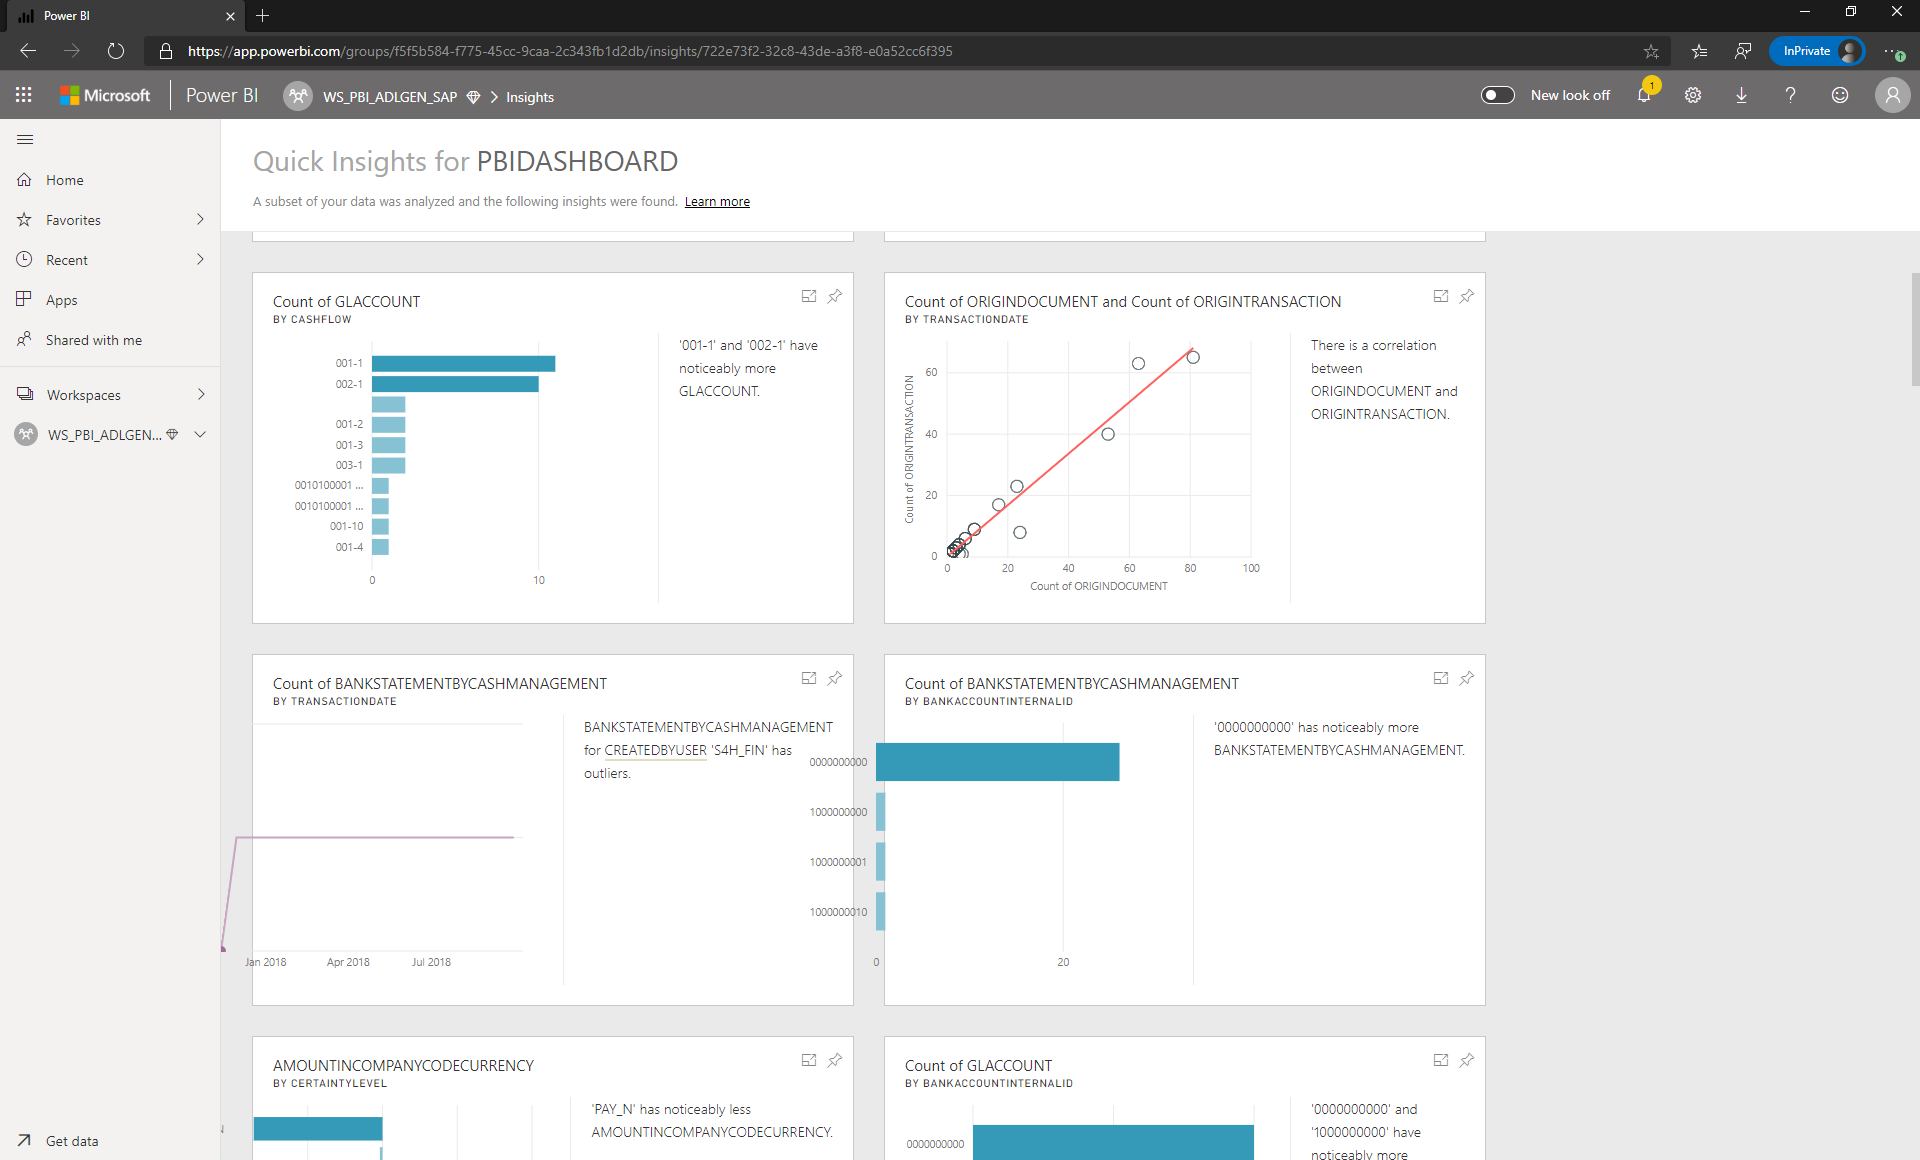 Power BI
https://app.powerbi.com/groups/f5f5b584-f775-45cc-9caa-2c343fb1d2db/insights/722e73f2-32c8-43de-a3f8-e0a52cc6f395
InPrivate
Microsoft
Power BI
WS_PBI_ADLGEN_SAP
Insights
New look off
1
Home
Favorites
Recent
Apps
Shared with me
Workspaces
WS_PBI_ADLGEN...
Get data
Quick Insights for PBIDASHBOARD
A subset of your data was analyzed and the following insights were found. Learn more
Count of GLACCOUNT
BY CASHFLOW
001-1
002-1
001-2
001-3
003-1
0010100001 ...
0010100001 ...
001-10
001-4
0
10
'001-1' and '002-1' have
noticeably more
GLACCOUNT.
Count of ORIGINDOCUMENT and Count of ORIGINTRANSACTION
BY TRANSACTIONDATE
Count of ORIGINTRANSACTION
60
40
20
0
0
20
40
60
80
100
Count of ORIGINDOCUMENT
There is a correlation
between
ORIGINDOCUMENT and
ORIGINTRANSACTION.
Count of BANKSTATEMENTBYCASHMANAGEMENT
BY TRANSACTIONDATE
Jan 2018
Apr 2018
Jul 2018
BANKSTATEMENTBYCASHMANAGEMENT
for CREATEDBYUSER 'S4H_FIN' has
outliers.
Count of BANKSTATEMENTBYCASHMANAGEMENT
BY BANKACCOUNTINTERNALID
0000000000
1000000000
1000000001
1000000010
0
20
'0000000000' has noticeably more
BANKSTATEMENTBYCASHMANAGEMENT.
AMOUNTINCOMPANYCODECURRENCY
BY CERTAINTYLEVEL
'PAY_N' has noticeably less
AMOUNTINCOMPANYCODECURRENCY.
Count of GLACCOUNT
BY BANKACCOUNTINTERNALID
0000000000
'0000000000' and
'1000000000' have
noticeably more